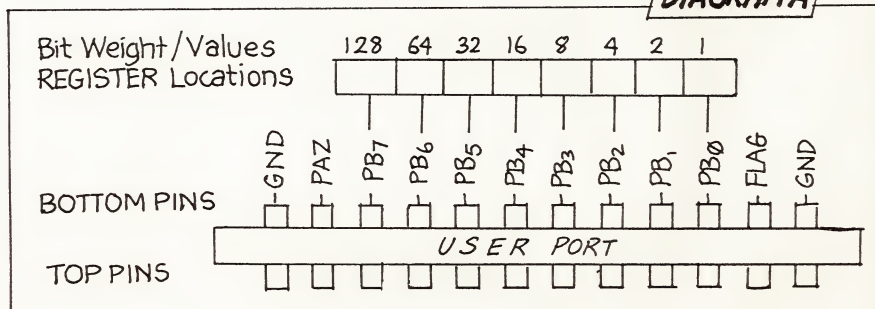 DIAGRAM A
Bit Weight/Values 128 64 32 16 8 4 2 1
REGISTER Locations
GND PAZ PB7 PB6 PB5 PB4 PB3 PB2 PB1 PBØ FLAG GND
BOTTOM PINS
USER PORT
TOP PINS